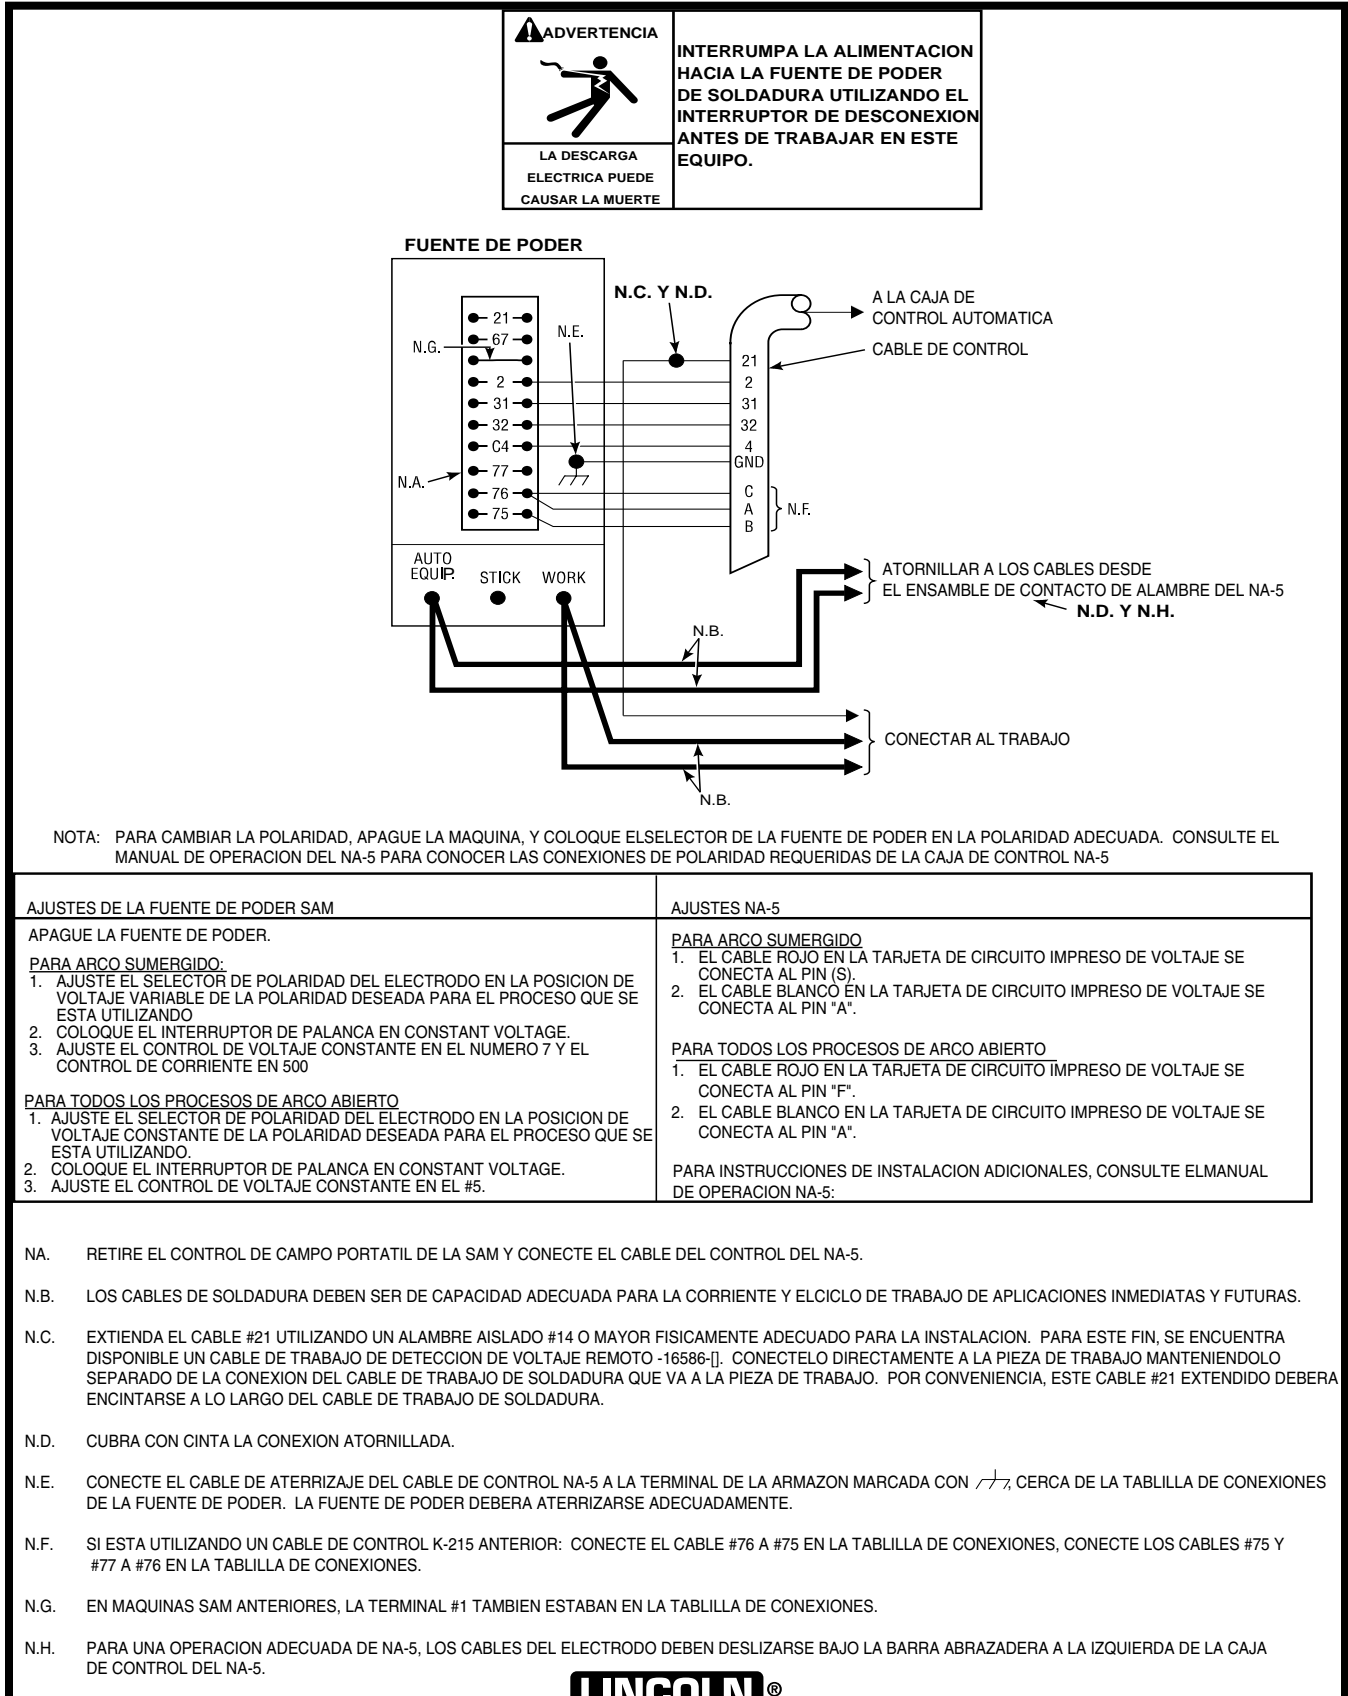 ADVERTENCIA
LA DESCARGA
ELECTRICA PUEDE
CAUSAR LA MUERTE
INTERRUMPA LA ALIMENTACION
HACIA LA FUENTE DE PODER
DE SOLDADURA UTILIZANDO EL
INTERRUPTOR DE DESCONEXION
ANTES DE TRABAJAR EN ESTE
EQUIPO.
FUENTE DE PODER
N.G.
N.A.
21
67
2
31
32
C4
77
76
75
N.E.
N.C. Y N.D.
21
2
31
32
4
GND
C
A
B
N.F.
A LA CAJA DE
CONTROL AUTOMATICA
CABLE DE CONTROL
AUTO
EQUIP.
STICK
WORK
ATORNILLAR A LOS CABLES DESDE
EL ENSAMBLE DE CONTACTO DE ALAMBRE DEL NA-5
N.D. Y N.H.
N.B.
CONECTAR AL TRABAJO
N.B.
NOTA: PARA CAMBIAR LA POLARIDAD, APAGUE LA MAQUINA, Y COLOQUE ELSELECTOR DE LA FUENTE DE PODER EN LA POLARIDAD ADECUADA. CONSULTE EL
MANUAL DE OPERACION DEL NA-5 PARA CONOCER LAS CONEXIONES DE POLARIDAD REQUERIDAS DE LA CAJA DE CONTROL NA-5
AJUSTES DE LA FUENTE DE PODER SAM
APAGUE LA FUENTE DE PODER.
PARA ARCO SUMERGIDO:
1. AJUSTE EL SELECTOR DE POLARIDAD DEL ELECTRODO EN LA POSICION DE
VOLTAJE VARIABLE DE LA POLARIDAD DESEADA PARA EL PROCESO QUE SE
ESTA UTILIZANDO
2. COLOQUE EL INTERRUPTOR DE PALANCA EN CONSTANT VOLTAGE.
3. AJUSTE EL CONTROL DE VOLTAJE CONSTANTE EN EL NUMERO 7 Y EL
CONTROL DE CORRIENTE EN 500
PARA TODOS LOS PROCESOS DE ARCO ABIERTO
1. AJUSTE EL SELECTOR DE POLARIDAD DEL ELECTRODO EN LA POSICION DE
VOLTAJE CONSTANTE DE LA POLARIDAD DESEADA PARA EL PROCESO QUE SE
ESTA UTILIZANDO.
2. COLOQUE EL INTERRUPTOR DE PALANCA EN CONSTANT VOLTAGE.
3. AJUSTE EL CONTROL DE VOLTAJE CONSTANTE EN EL #5.
AJUSTES NA-5
PARA ARCO SUMERGIDO
1. EL CABLE ROJO EN LA TARJETA DE CIRCUITO IMPRESO DE VOLTAJE SE
CONECTA AL PIN (S).
2. EL CABLE BLANCO EN LA TARJETA DE CIRCUITO IMPRESO DE VOLTAJE SE
CONECTA AL PIN "A".
PARA TODOS LOS PROCESOS DE ARCO ABIERTO
1. EL CABLE ROJO EN LA TARJETA DE CIRCUITO IMPRESO DE VOLTAJE SE
CONECTA AL PIN "F".
2. EL CABLE BLANCO EN LA TARJETA DE CIRCUITO IMPRESO DE VOLTAJE SE
CONECTA AL PIN "A".
PARA INSTRUCCIONES DE INSTALACION ADICIONALES, CONSULTE ELMANUAL
DE OPERACION NA-5:
NA. RETIRE EL CONTROL DE CAMPO PORTATIL DE LA SAM Y CONECTE EL CABLE DEL CONTROL DEL NA-5.
N.B. LOS CABLES DE SOLDADURA DEBEN SER DE CAPACIDAD ADECUADA PARA LA CORRIENTE Y ELCICLO DE TRABAJO DE APLICACIONES INMEDIATAS Y FUTURAS.
N.C. EXTIENDA EL CABLE #21 UTILIZANDO UN ALAMBRE AISLADO #14 O MAYOR FISICAMENTE ADECUADO PARA LA INSTALACION. PARA ESTE FIN, SE ENCUENTRA
DISPONIBLE UN CABLE DE TRABAJO DE DETECCION DE VOLTAJE REMOTO -16586-[]. CONECTELO DIRECTAMENTE A LA PIEZA DE TRABAJO MANTENIENDOLO
SEPARADO DE LA CONEXION DEL CABLE DE TRABAJO DE SOLDADURA QUE VA A LA PIEZA DE TRABAJO. POR CONVENIENCIA, ESTE CABLE #21 EXTENDIDO DEBERA
ENCINTARSE A LO LARGO DEL CABLE DE TRABAJO DE SOLDADURA.
N.D. CUBRA CON CINTA LA CONEXION ATORNILLADA.
N.E. CONECTE EL CABLE DE ATERRIZAJE DEL CABLE DE CONTROL NA-5 A LA TERMINAL DE LA ARMAZON MARCADA CON , CERCA DE LA TABLILLA DE CONEXIONES
DE LA FUENTE DE PODER. LA FUENTE DE PODER DEBERA ATERRIZARSE ADECUADAMENTE.
N.F. SI ESTA UTILIZANDO UN CABLE DE CONTROL K-215 ANTERIOR: CONECTE EL CABLE #76 A #75 EN LA TABLILLA DE CONEXIONES, CONECTE LOS CABLES #75 Y
#77 A #76 EN LA TABLILLA DE CONEXIONES.
N.G. EN MAQUINAS SAM ANTERIORES, LA TERMINAL #1 TAMBIEN ESTABAN EN LA TABLILLA DE CONEXIONES.
N.H. PARA UNA OPERACION ADECUADA DE NA-5, LOS CABLES DEL ELECTRODO DEBEN DESLIZARSE BAJO LA BARRA ABRAZADERA A LA IZQUIERDA DE LA CAJA
DE CONTROL DEL NA-5.
LINCOLN ®